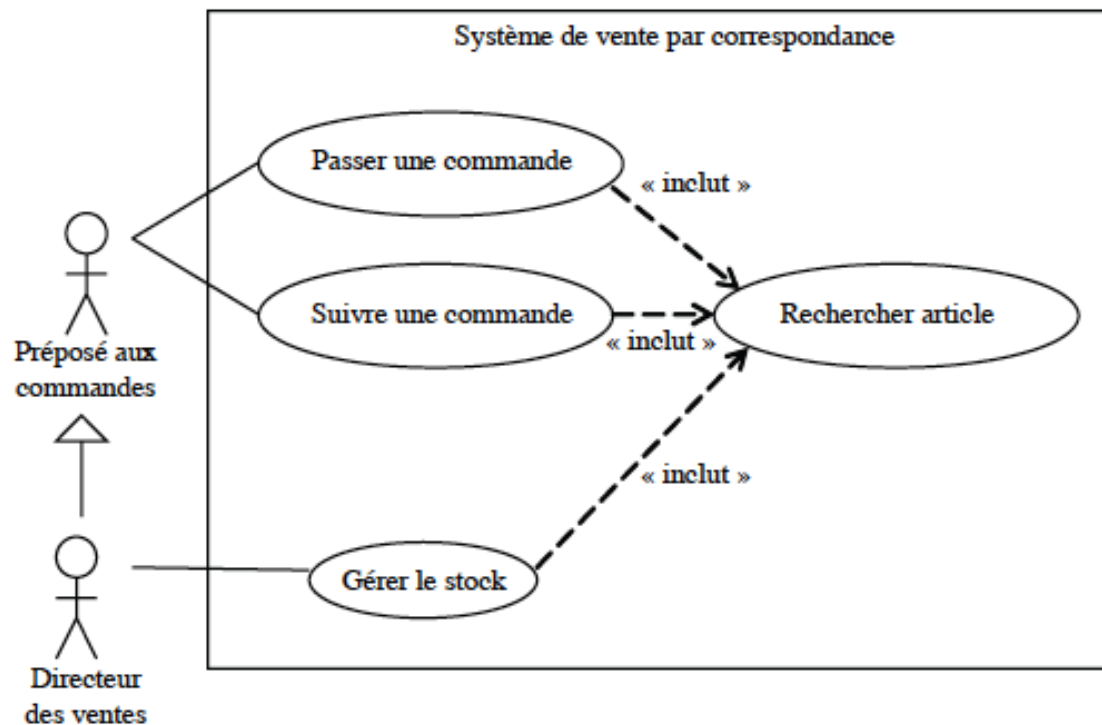 Système de vente par correspondance
Passer une commande
« inclut »
Suivre une commande
« inclut »
Rechercher article
Préposé aux
commandes
« inclut »
Gérer le stock
Directeur
des ventes